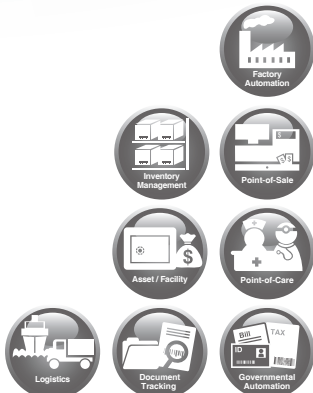 Factory
Automation
Inventory
Management
$
Point-of-Sale
$
Asset / Facility
Point-of-Care
Logistics
Document
Tracking
Bill
TAX
ID
Governmental
Automation